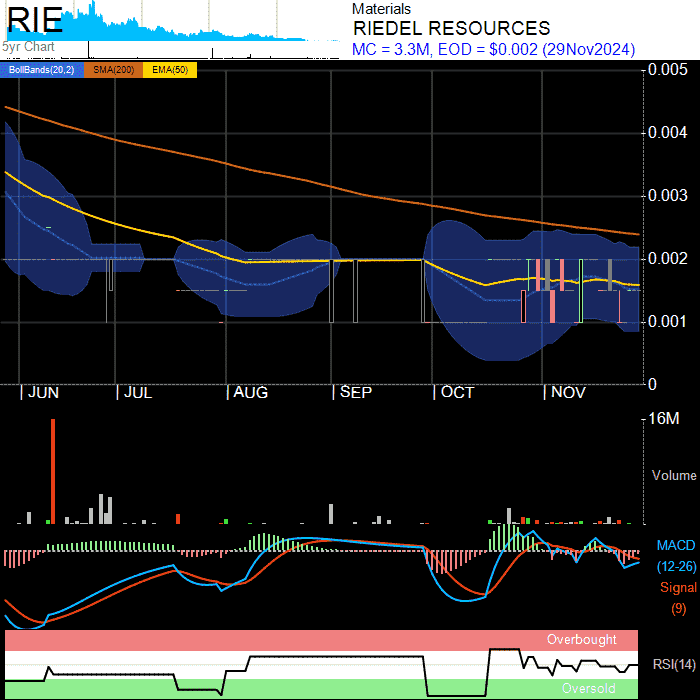 RIE
5yr Chart
Materials
RIEDEL RESOURCES
MC = 3.3M, EOD = $0.002 (29Nov2024)
BollBands(20,2) SMA(200) EMA(50)
0.005
0.004
0.003
0.002
0.001
0
JUN JUL AUG SEP OCT NOV
16M
Volume
MACD
(12-26)
Signal
(9)
Overbought
RSI(14)
Oversold